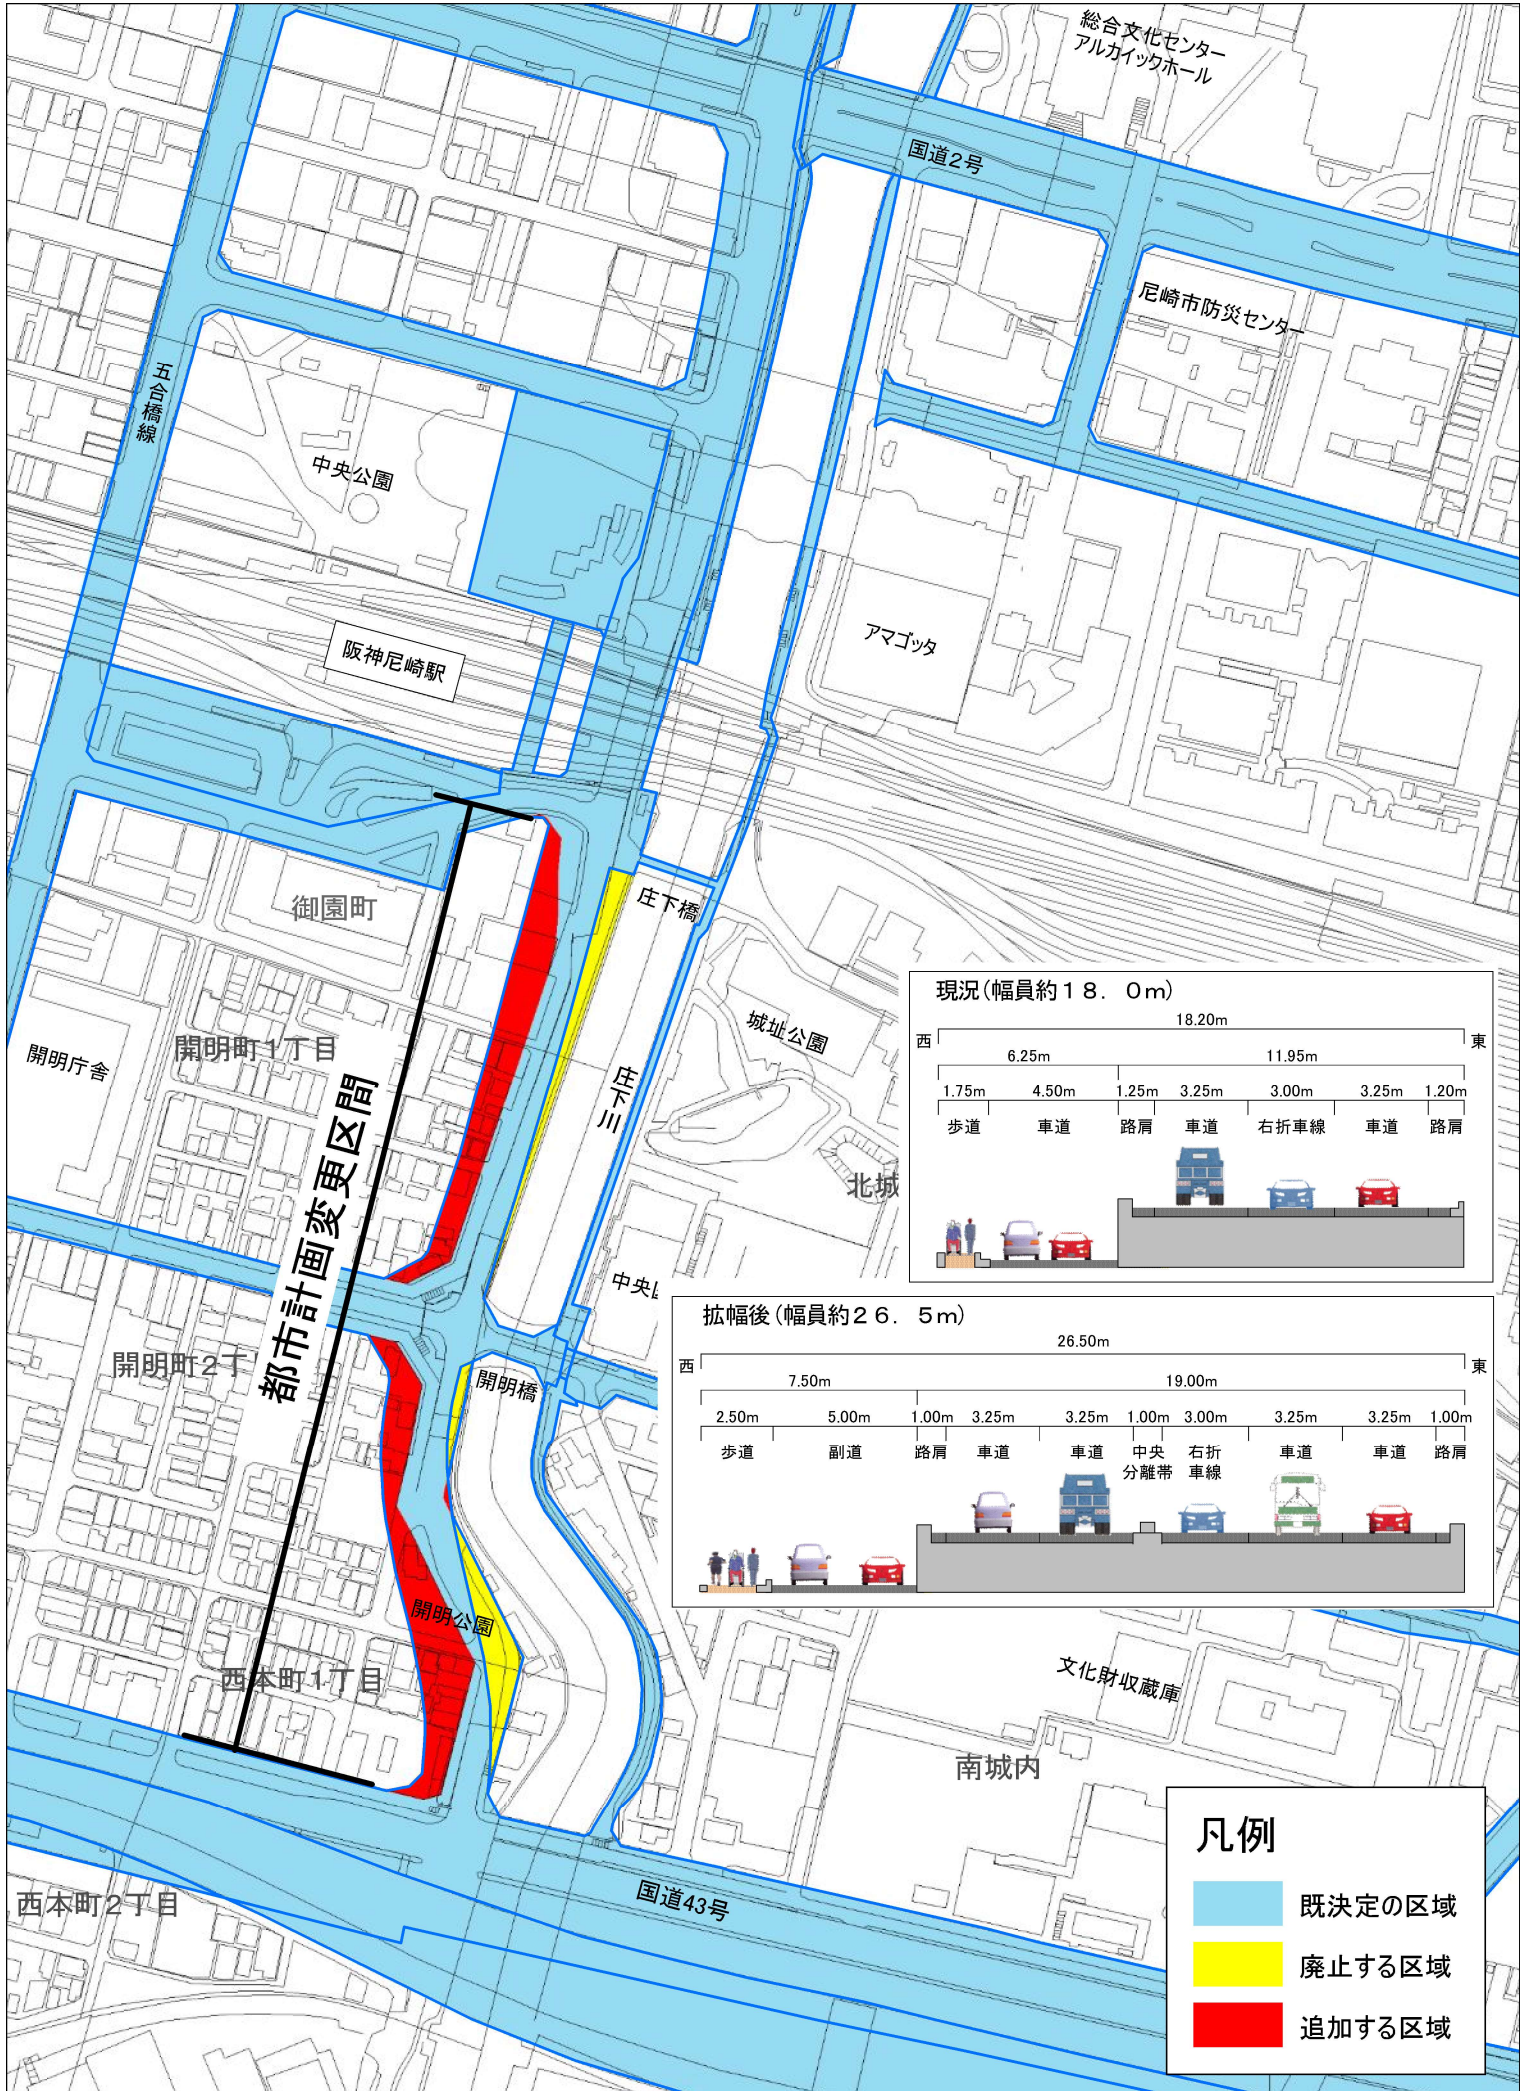 総合文化センター
アルカイックホール
国道2号
尼崎市防災センター
五合橋線
中央公園
アマゴッタ
阪神尼崎駅
御園町
庄下橋
城址公園
開明町1丁目
開明庁舎
庄下川
北城
都市計画変更区間
中央
開明町2丁
開明橋
開明公園
西本町1丁目
文化財収蔵庫
南城内
国道43号
西本町2丁目
現況(幅員約18.0m)
18.20m
西
東
6.25m 11.95m
1.75m 4.50m 1.25m 3.25m 3.00m 3.25m 1.20m
歩道 車道 路肩 車道 右折車線 車道 路肩
拡幅後(幅員約26.5m)
26.50m
西
東
7.50m 19.00m
2.50m 5.00m 1.00m 3.25m 3.25m 1.00m 3.00m 3.25m 3.25m 1.00m
歩道 副道 路肩 車道 車道 中央 右折 車道 車道 路肩
分離帯 車線
凡例
既決定の区域
廃止する区域
追加する区域